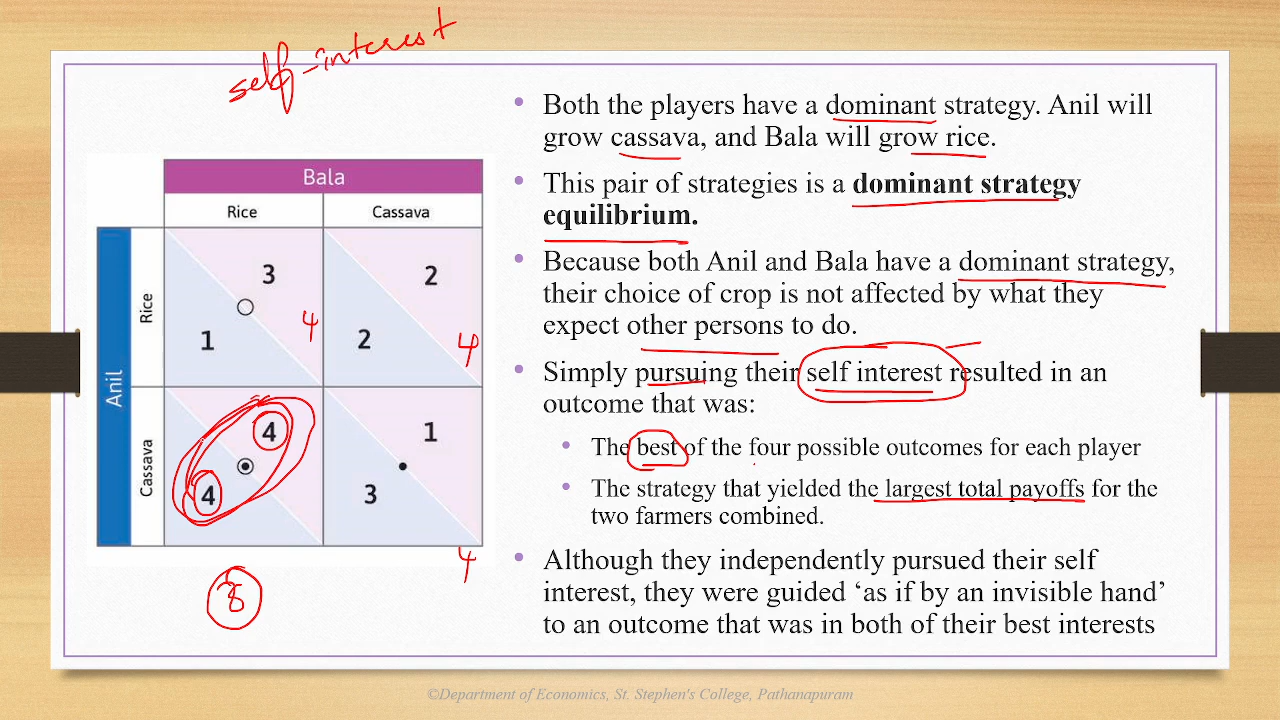 self-interest
Bala
Rice
Cassava
Anil
Rice
3
1
4
2
2
4
Cassava
4
4
1
3
4
8
• Both the players have a dominant strategy. Anil will
grow cassava, and Bala will grow rice.
• This pair of strategies is a dominant strategy
equilibrium.
• Because both Anil and Bala have a dominant strategy,
their choice of crop is not affected by what they
expect other persons to do.
• Simply pursuing their self interest resulted in an
outcome that was:
• The best of the four possible outcomes for each player
• The strategy that yielded the largest total payoffs for the
two farmers combined.
• Although they independently pursued their self
interest, they were guided ‘as if by an invisible hand’
to an outcome that was in both of their best interests
©Department of Economics, St. Stephen's College, Pathanapuram